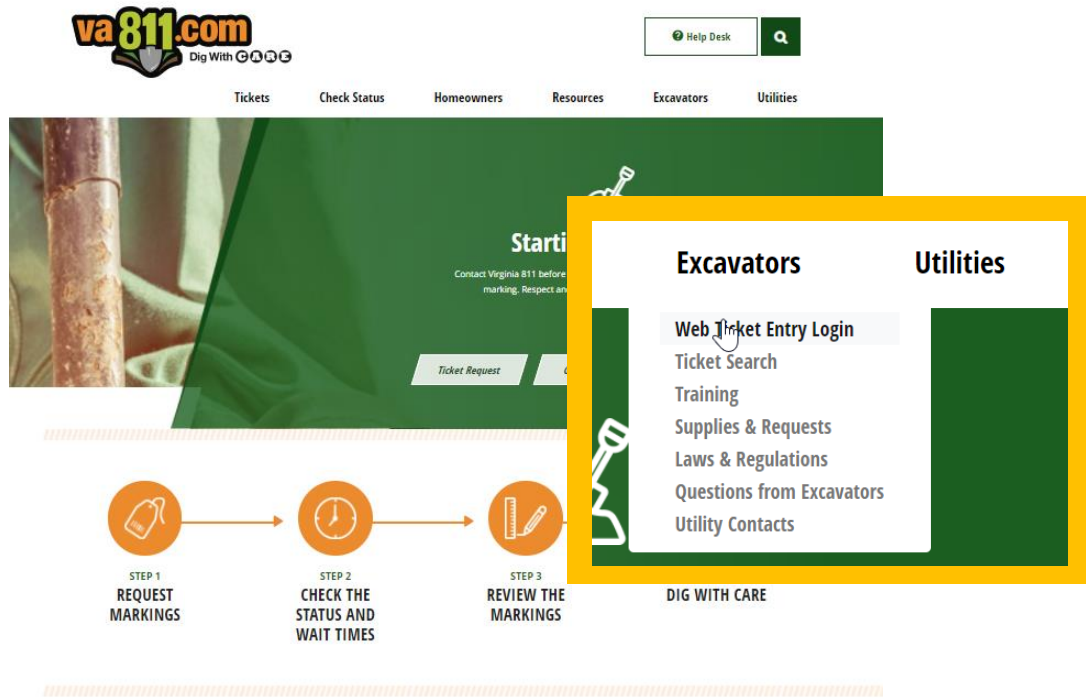 va811.com
Dig With CARE
Help Desk
Tickets Check Status Homeowners Resources Excavators Utilities
Starti
Contact Virginia 811 before
marking. Respect an
Ticket Request
Excavators Utilities
Web Ticket Entry Login
Ticket Search
Training
Supplies & Requests
Laws & Regulations
Questions from Excavators
Utility Contacts
STEP 1
REQUEST
MARKINGS
STEP 2
CHECK THE
STATUS AND
WAIT TIMES
STEP 3
REVIEW THE
MARKINGS
DIG WITH CARE